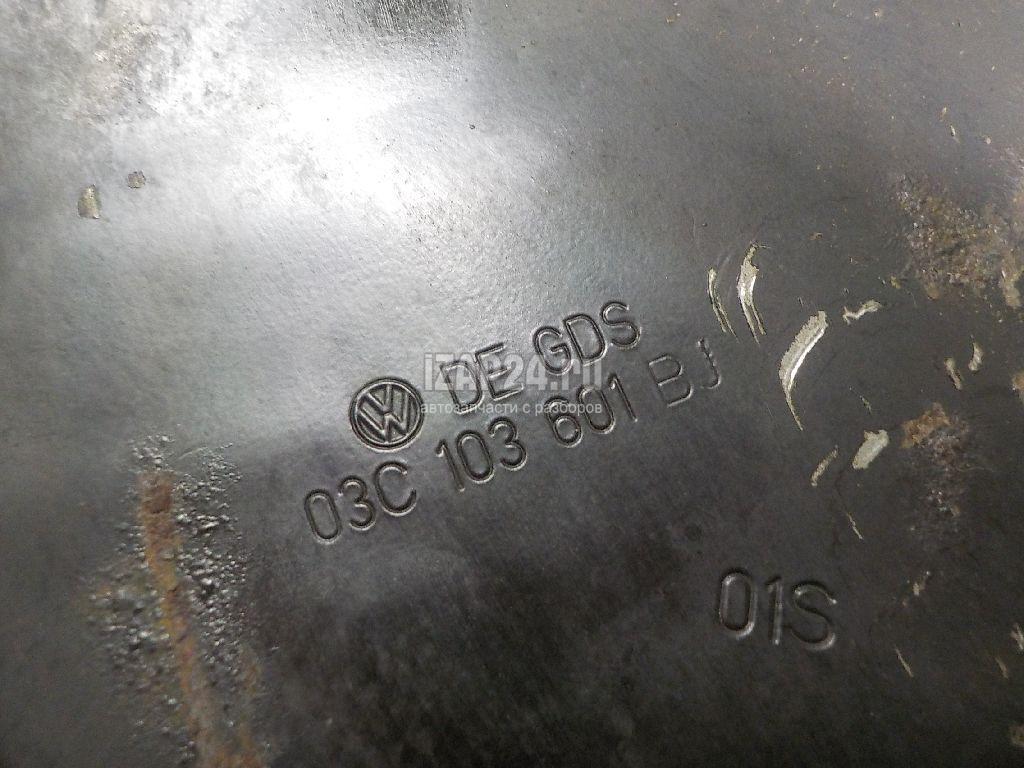 DE GDS
iZAP24.ru
автозапчасти с разборов
03C 103 601 BJ
01S